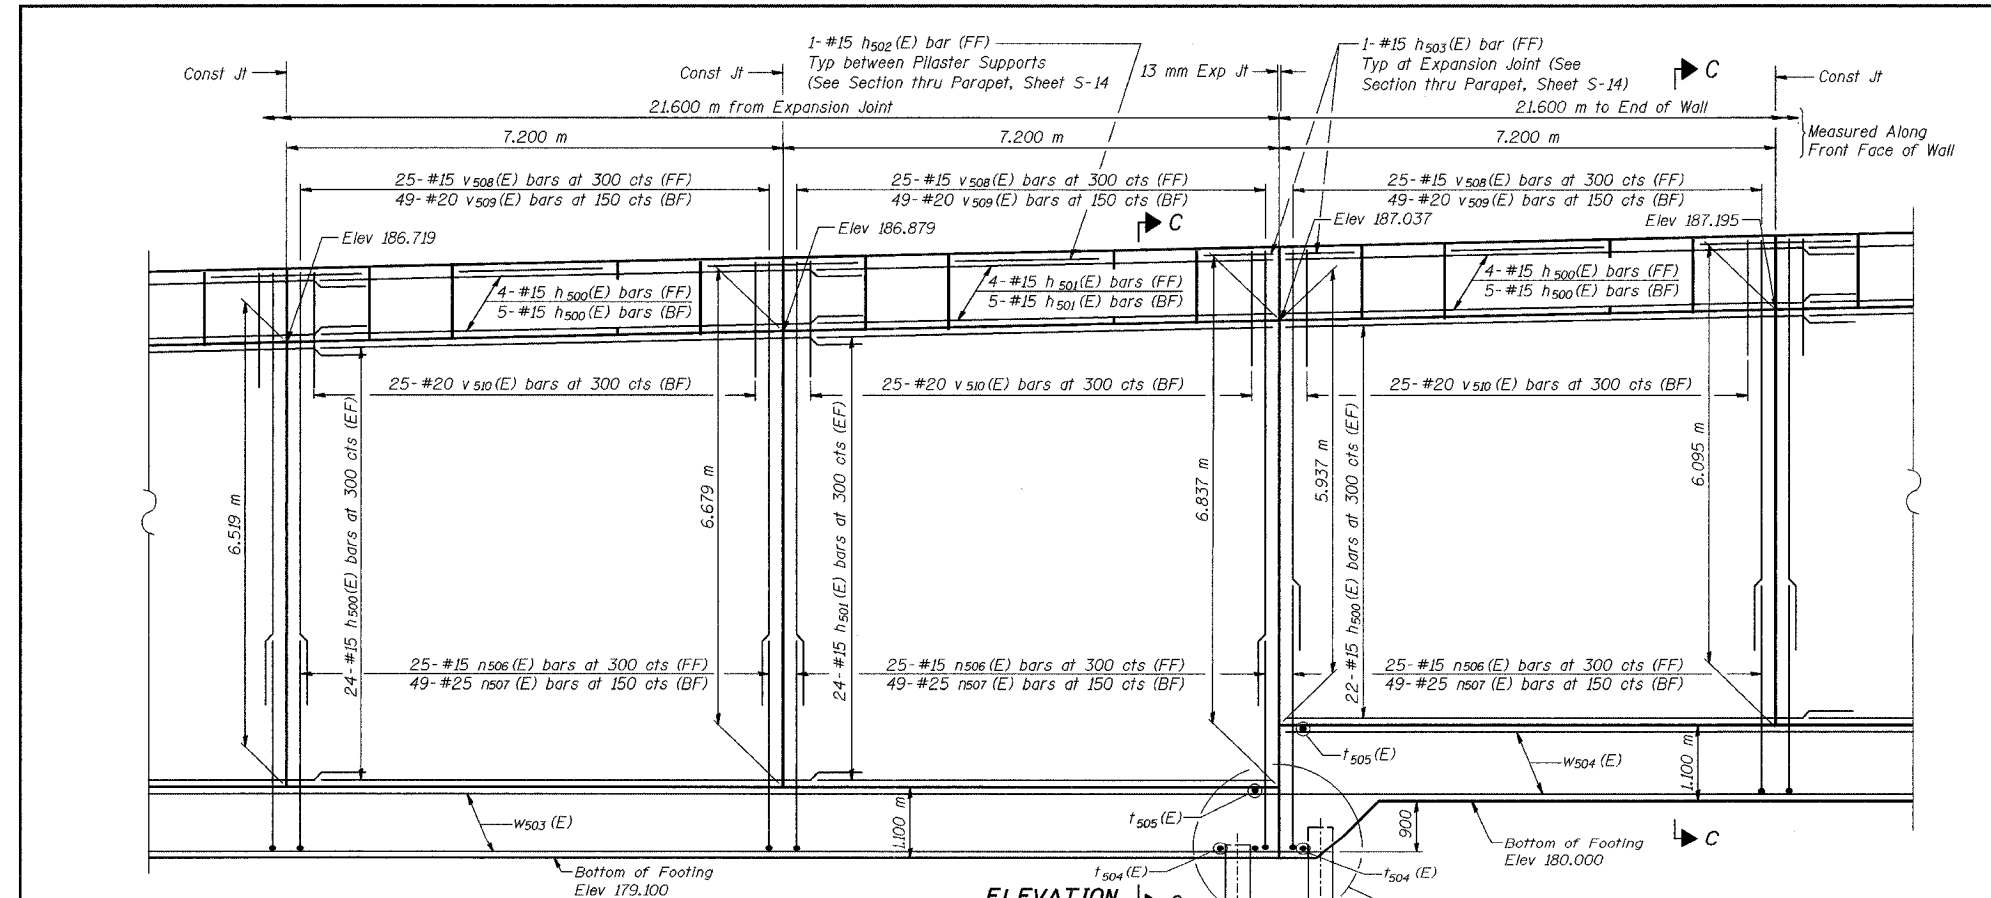 1- #15 h502(E) bar (FF)
Typ between Pilaster Supports
(See Section thru Parapet, Sheet S-14
1- #15 h503(E) bar (FF)
Typ at Expansion Joint (See
Section thru Parapet, Sheet S-14)
Const Jt
Const Jt
13 mm Exp Jt
C
Const Jt
21.600 m from Expansion Joint
21.600 m to End of Wall
7.200 m
7.200 m
7.200 m
Measured Along
Front Face of Wall
25- #15 v508(E) bars at 300 cts (FF)
49- #20 v509(E) bars at 150 cts (BF)
25- #15 v508(E) bars at 300 cts (FF)
49- #20 v509(E) bars at 150 cts (BF)
25- #15 v508(E) bars at 300 cts (FF)
49- #20 v509(E) bars at 150 cts (BF)
Elev 186.719
Elev 186.879
C
Elev 187.037
Elev 187.195
4- #15 h500(E) bars (FF)
5- #15 h500(E) bars (BF)
4- #15 h501(E) bars (FF)
5- #15 h501(E) bars (BF)
4- #15 h500(E) bars (FF)
5- #15 h500(E) bars (BF)
25- #20 v510(E) bars at 300 cts (BF)
25- #20 v510(E) bars at 300 cts (BF)
25- #20 v510(E) bars at 300 cts (BF)
6.519 m
24- #15 h500(E) bars at 300 cts (EF)
6.679 m
24- #15 h501(E) bars at 300 cts (EF)
6.837 m
5.937 m
22- #15 h500(E) bars at 300 cts (EF)
6.095 m
25- #15 n506(E) bars at 300 cts (FF)
49- #25 n507(E) bars at 150 cts (BF)
25- #15 n506(E) bars at 300 cts (FF)
49- #25 n507(E) bars at 150 cts (BF)
25- #15 n506(E) bars at 300 cts (FF)
49- #25 n507(E) bars at 150 cts (BF)
t505(E)
w504(E)
1.100 m
w503(E)
1.100 m
t505(E)
900
C
Bottom of Footing
Elev 180.000
Bottom of Footing
Elev 179.100
t504(E)
t504(E)
ELEVATION